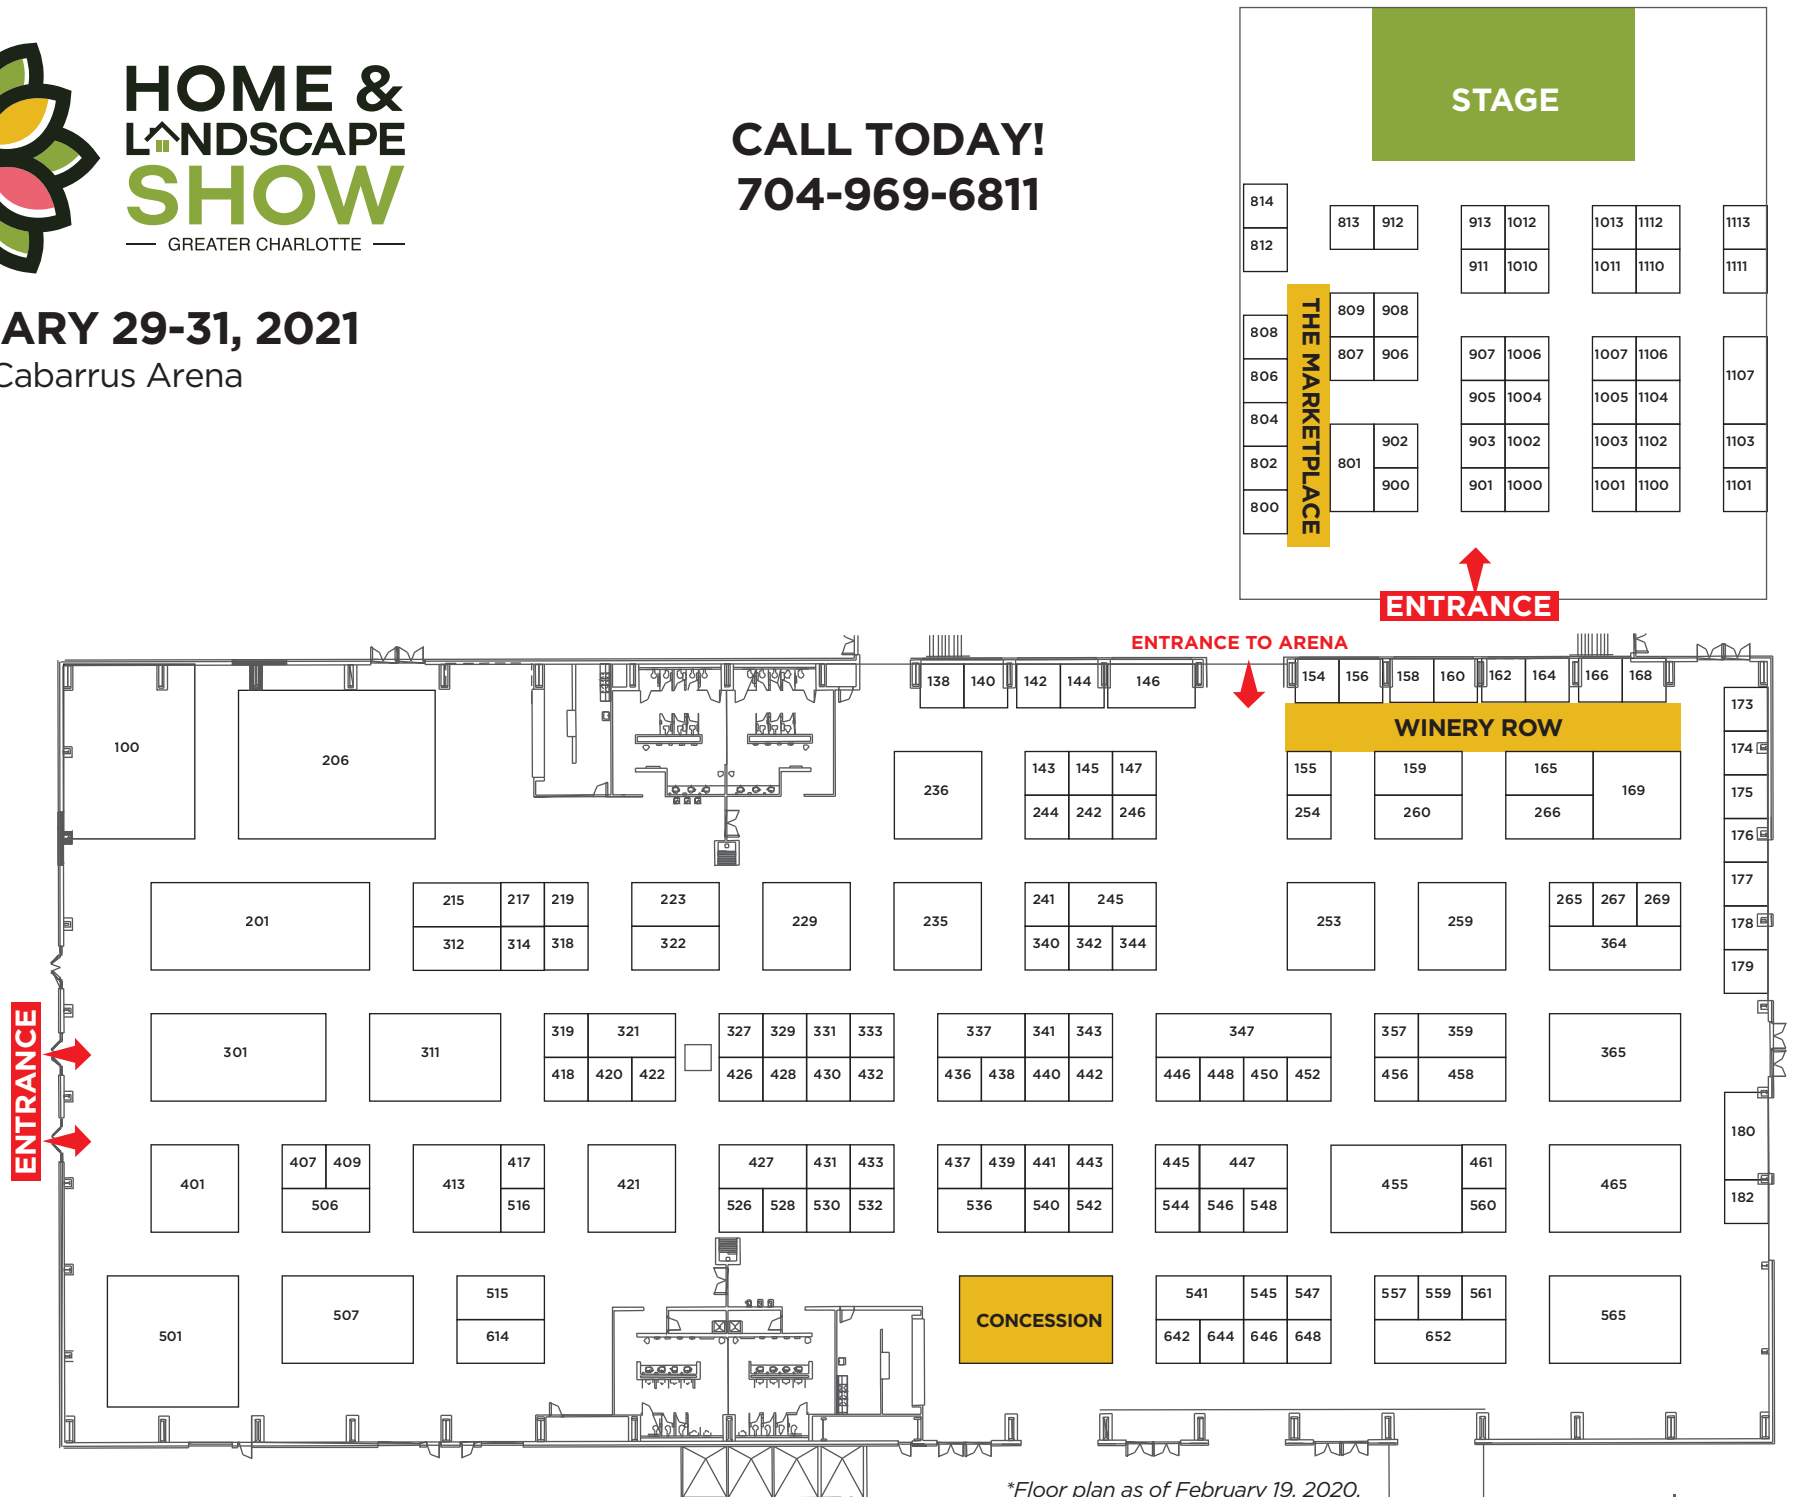 HOME &
LANDSCAPE
SHOW
GREATER CHARLOTTE
ARY 29-31, 2021
Cabarrus Arena
CALL TODAY!
704-969-6811
STAGE
814
812
813 912
913 1012
911 1010
1013 1112
1011 1110
1113
1111
THE MARKETPLACE
808
806
804
802
800
809 908
807 906
801
902
900
907 1006
905 1004
903 1002
901 1000
1007 1106
1005 1104
1003 1102
1001 1100
1107
1103
1101
ENTRANCE
ENTRANCE TO ARENA
138 140 142 144 146
154 156 158 160 162 164 166 168
WINERY ROW
173
174
175
176
177
178
179
100
206
236
143 145 147
244 242 246
155
254
159
260
165
266
169
201
215 217 219
312 314 318
223
322
229
235
241 245
340 342 344
253
259
265 267 269
364
ENTRANCE
301
311
319 321
418 420 422
327 329 331 333
426 428 430 432
337 341 343
436 438 440 442
347
446 448 450 452
357 359
456 458
365
180
182
401
407 409
506
413
417
516
421
427 431 433
526 528 530 532
437 439 441 443
536 540 542
445 447
544 546 548
455
461
560
465
501
507
515
614
CONCESSION
541 545 547
642 644 646 648
557 559 561
652
565
*Floor plan as of February 19, 2020.